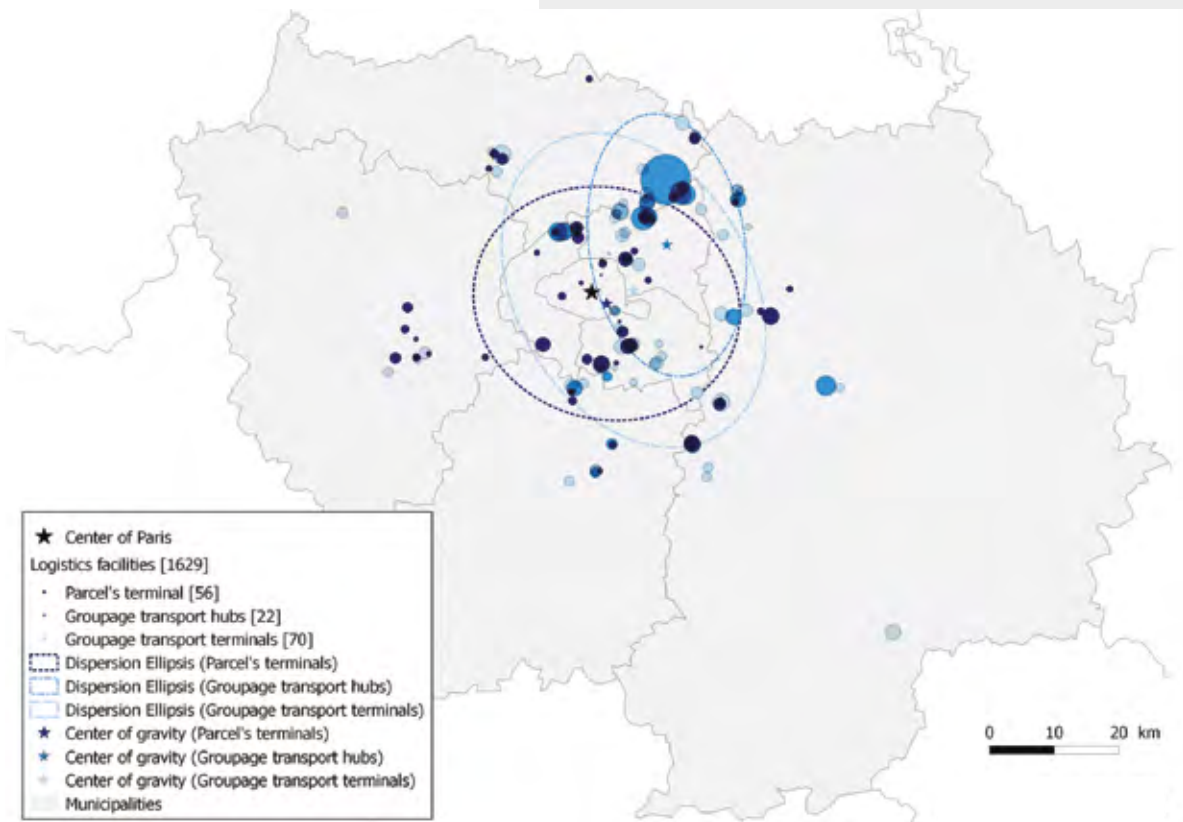 Center of Paris
Logistics facilities [1629]
Parcel's terminal [56]
Groupage transport hubs [22]
Groupage transport terminals [70]
Dispersion Ellipsis (Parcel's terminals)
Dispersion Ellipsis (Groupage transport hubs)
Dispersion Ellipsis (Groupage transport terminals)
Center of gravity (Parcel's terminals)
Center of gravity (Groupage transport hubs)
Center of gravity (Groupage transport terminals)
Municipalities
0 10 20 km